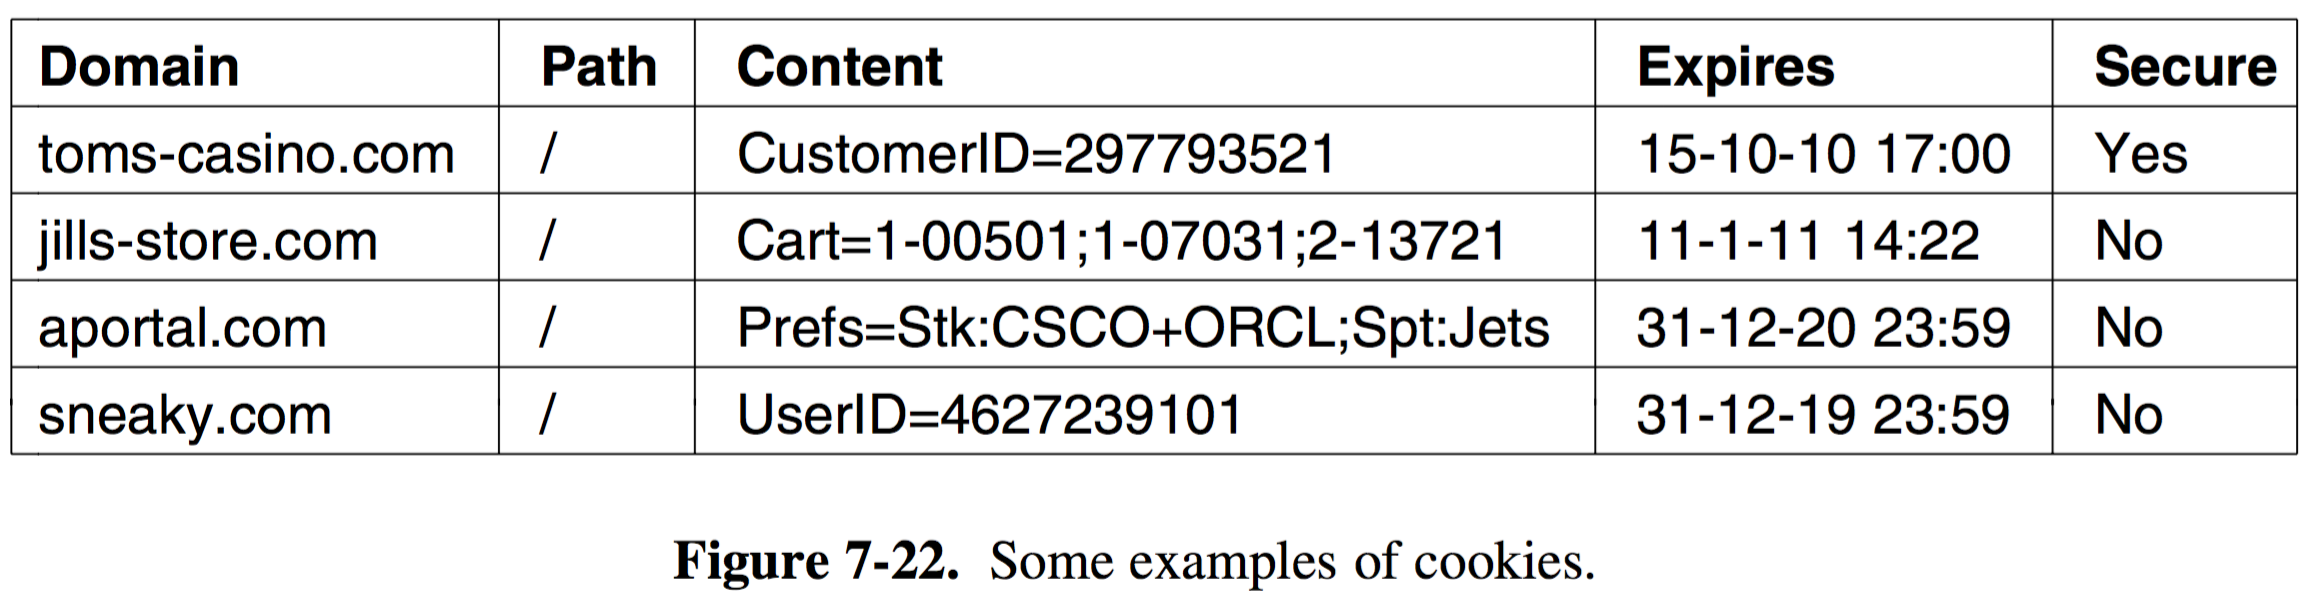 Domain Path Content Expires Secure
toms-casino.com / CustomerID=297793521 15-10-10 17:00 Yes
jills-store.com / Cart=1-00501;1-07031;2-13721 11-1-11 14:22 No
aportal.com / Prefs=Stk:CSCO+ORCL;Spt:Jets 31-12-20 23:59 No
sneaky.com / UserID=4627239101 31-12-19 23:59 No
Figure 7-22. Some examples of cookies.